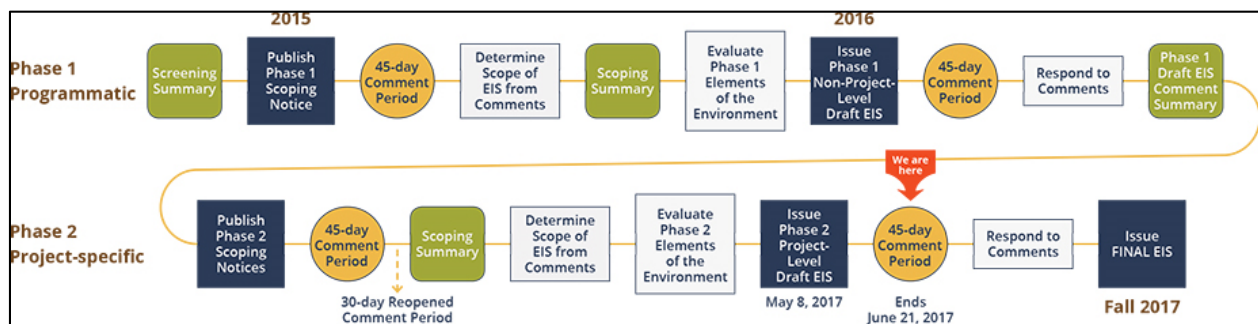 2015
2016
Phase 1
Programmatic
Screening
Summary
Publish
Phase 1
Scoping
Notice
45-day
Comment
Period
Determine
Scope of
EIS from
Comments
Scoping
Summary
Evaluate
Phase 1
Elements
of the
Environment
Issue
Phase 1
Non-Project-
Level
Draft EIS
45-day
Comment
Period
Respond to
Comments
Phase 1
Draft EIS
Comment
Summary
We are
here
Phase 2
Project-specific
Publish
Phase 2
Scoping
Notices
45-day
Comment
Period
30-day Reopened
Comment Period
Scoping
Summary
Determine
Scope of
EIS from
Comments
Evaluate
Phase 2
Elements
of the
Environment
Issue
Phase 2
Project-
Level
Draft EIS
May 8, 2017
45-day
Comment
Period
Ends
June 21, 2017
Respond to
Comments
Issue
FINAL EIS
Fall 2017